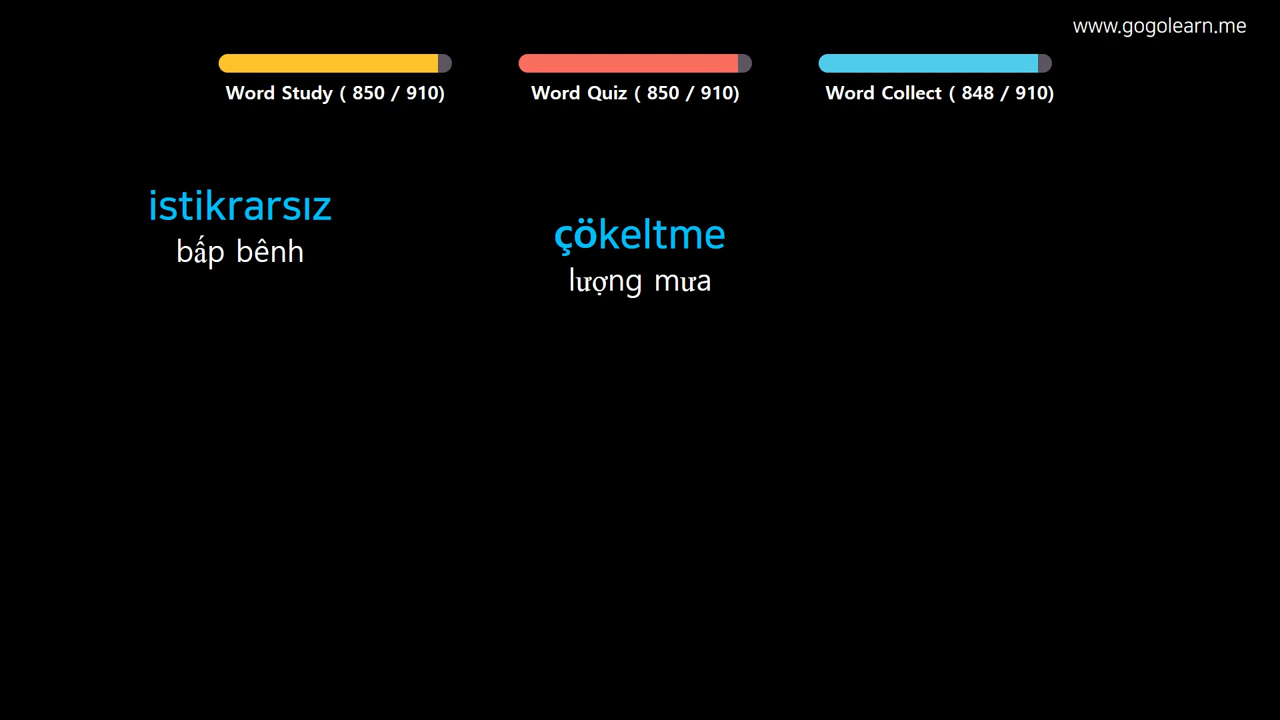 www.gogolearn.me
Word Study ( 850 / 910)
Word Quiz ( 850 / 910)
Word Collect ( 848 / 910)
istikrarsız
bấp bênh
çökeltme
lượng mưa